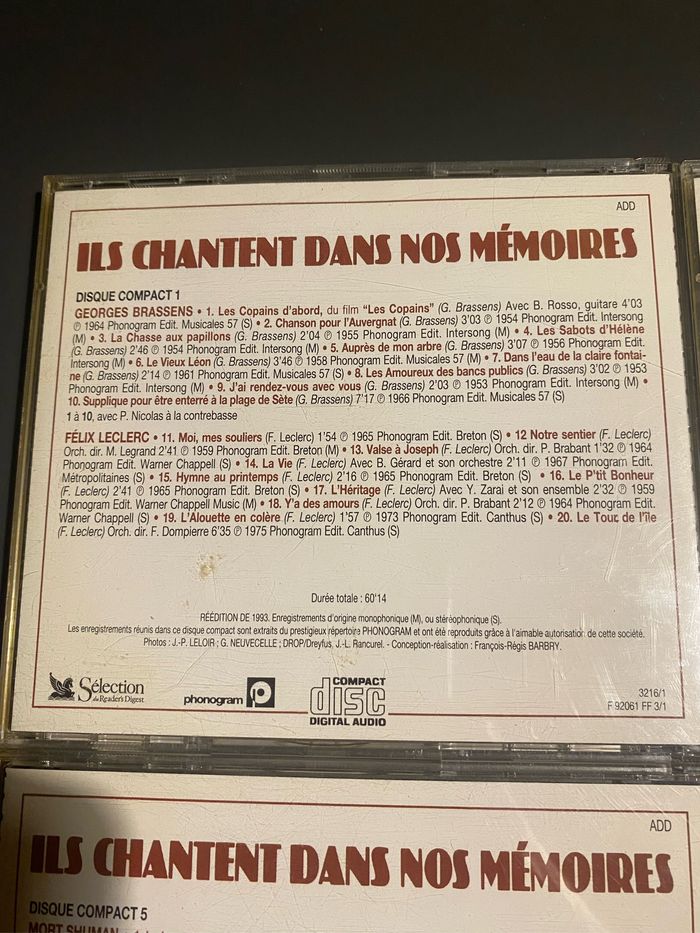 ADD
ILS CHANTENT DANS NOS MÉMOIRES
DISQUE COMPACT 1
GEORGES BRASSENS • 1. Les Copains d'abord, du film "Les Copains" (G. Brassens) Avec B. Rosso, guitare 4'03
℗ 1964 Phonogram Edit. Musicales 57 (S) • 2. Chanson pour l'Auvergnat (G. Brassens) 3'03 ℗ 1954 Phonogram Edit. Intersong
(M) • 3. La Chasse aux papillons (G. Brassens) 2'04 ℗ 1955 Phonogram Edit. Intersong (M) • 4. Les Sabots d'Hélène
(G. Brassens) 2'46 ℗ 1954 Phonogram Edit. Intersong (M) • 5. Auprès de mon arbre (G. Brassens) 3'07 ℗ 1956 Phonogram Edit.
Intersong (M) • 6. Le Vieux Léon (G. Brassens) 3'46 ℗ 1958 Phonogram Edit. Musicales 57 (M) • 7. Dans l'eau de la claire fontai-
ne (G. Brassens) 2'14 ℗ 1961 Phonogram Edit. Musicales 57 (S) • 8. Les Amoureux des bancs publics (G. Brassens) 3'02 ℗ 1953
Phonogram Edit. Intersong (M) • 9. J'ai rendez-vous avec vous (G. Brassens) 2'03 ℗ 1953 Phonogram Edit. Intersong (M) •
10. Supplique pour être enterré à la plage de Sète (G. Brassens) 7'17 ℗ 1966 Phonogram Edit. Musicales 57 (S)
1 à 10, avec P. Nicolas à la contrebasse
FÉLIX LECLERC • 11. Moi, mes souliers (F. Leclerc) 1'54 ℗ 1965 Phonogram Edit. Breton (S) • 12 Notre sentier (F. Leclerc)
Orch. dir. M. Legrand 2'41 ℗ 1959 Phonogram Edit. Breton (M) • 13. Valse à Joseph (F. Leclerc) Orch. dir. P. Brabant 1'32 ℗ 1964
Phonogram Edit. Warner Chappell (S) • 14. La Vie (F. Leclerc) Avec B. Gérard et son orchestre 2'11 ℗ 1967 Phonogram Edit.
Métropolitaines (S) • 15. Hymne au printemps (F. Leclerc) 2'16 ℗ 1965 Phonogram Edit. Breton (S) • 16. Le P'tit Bonheur
(F. Leclerc) 2'41 ℗ 1965 Phonogram Edit. Breton (S) • 17. L'Héritage (F. Leclerc) Avec Y. Zarai et son ensemble 2'32 ℗ 1959
Phonogram Edit. Warner Chappell Music (M) • 18. Y'a des amours (F. Leclerc) Orch. dir. P. Brabant 2'12 ℗ 1964 Phonogram Edit.
Warner Chappell (S) • 19. L'Alouette en colère (F. Leclerc) 1'57 ℗ 1973 Phonogram Edit. Canthus (S) • 20. Le Tour de l'île
(F. Leclerc) Orch. dir. F. Dompierre 6'35 ℗ 1975 Phonogram Edit. Canthus (S)
Durée totale : 60'14
RÉÉDITION DE 1993. Enregistrements d'origine monophonique (M), ou stéréophonique (S).
Les enregistrements réunis dans ce disque compact sont extraits du prestigieux répertoire PHONOGRAM et ont été reproduits grâce à l'aimable autorisation de cette société.
Photos : J.-P. LELOIR ; G. NEUVECELLE ; DROP/Dreyfus, J.-L. Rancurel. - Conception-réalisation : François-Régis BARBRY.
Sélection du Reader's Digest
phonogram
COMPACT disc DIGITAL AUDIO
3216/1
F 92061 FF 3/1
ADD
ILS CHANTENT DANS NOS MÉMOIRES
DISQUE COMPACT 5
MORT SHUMAN